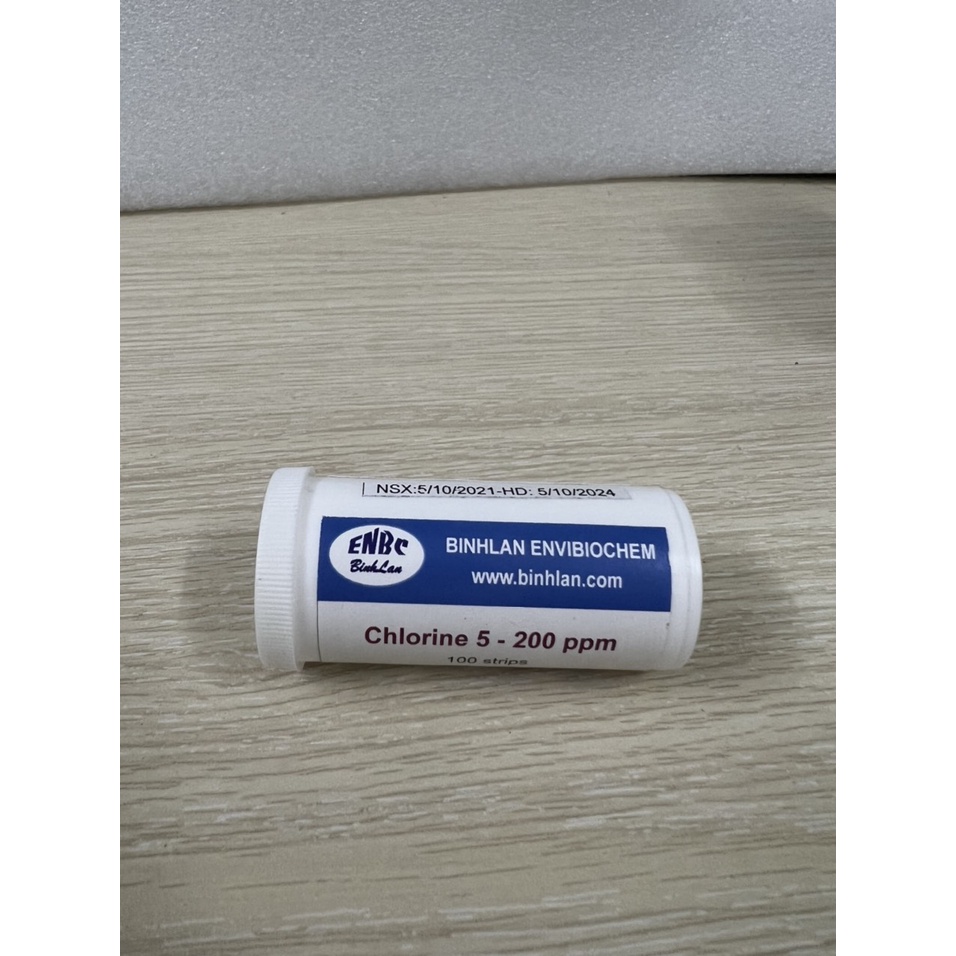 NSX:5/10/2021-HD: 5/10/2024
ENBC
BinhLan
BINHLAN ENVIBIOCHEM
www.binhlan.com
Chlorine 5 - 200 ppm
100 strips